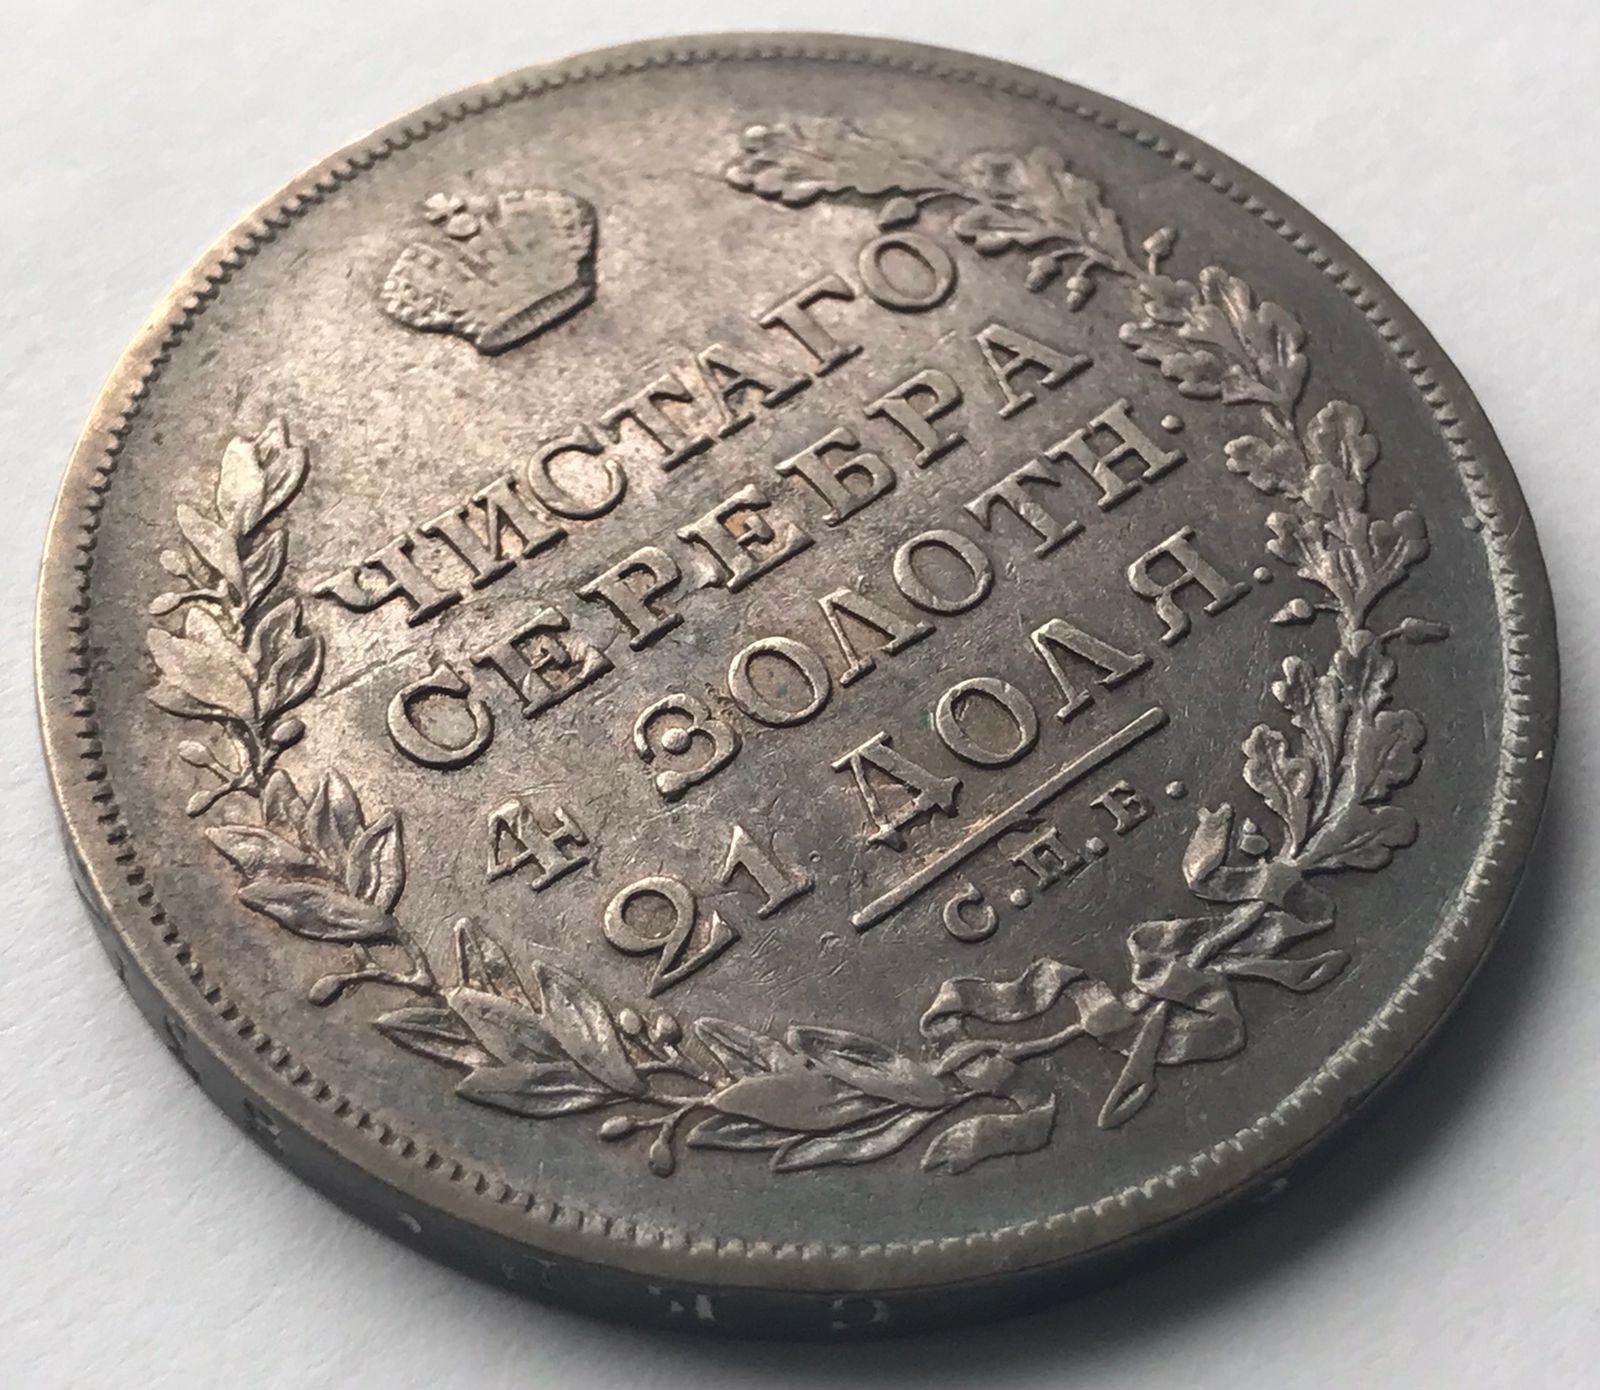 ЧИСТАГО
СЕРЕБРА
4 ЗОЛОТН.
21 ДОЛЯ.
С.П.Б.